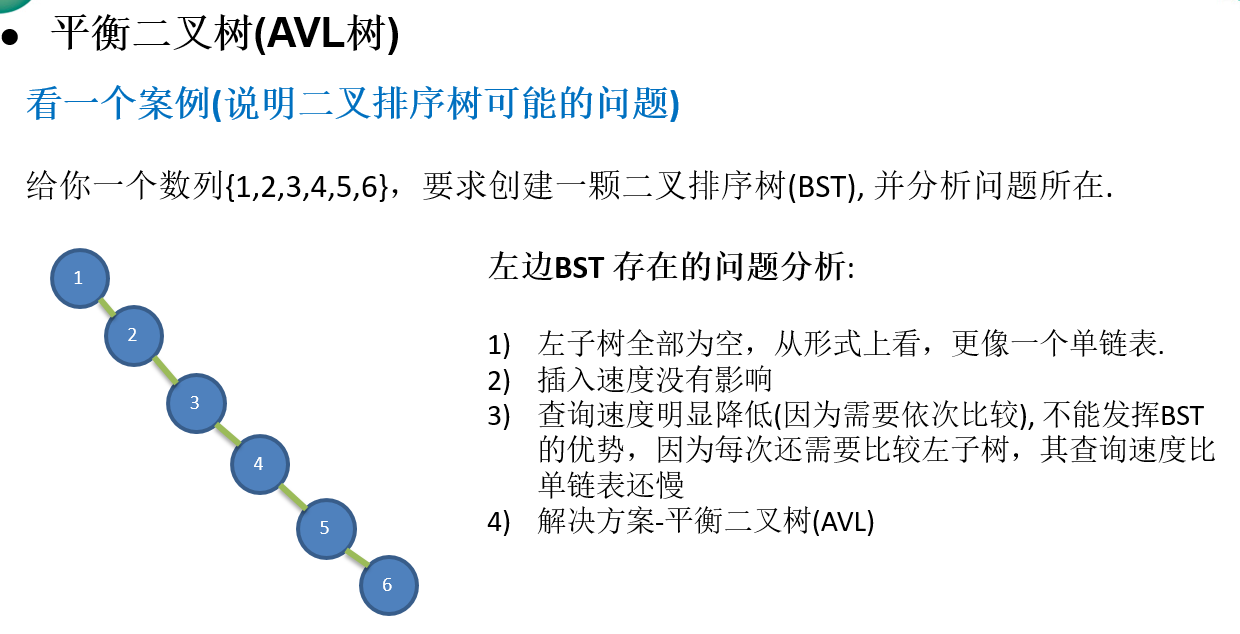 ● 平衡二叉树(AVL树)
看一个案例(说明二叉排序树可能的问题)
给你一个数列{1,2,3,4,5,6}，要求创建一颗二叉排序树(BST), 并分析问题所在.
1
2
3
4
5
6
左边BST 存在的问题分析:
1) 左子树全部为空，从形式上看，更像一个单链表.
2) 插入速度没有影响
3) 查询速度明显降低(因为需要依次比较), 不能发挥BST
的优势，因为每次还需要比较左子树，其查询速度比
单链表还慢
4) 解决方案-平衡二叉树(AVL)